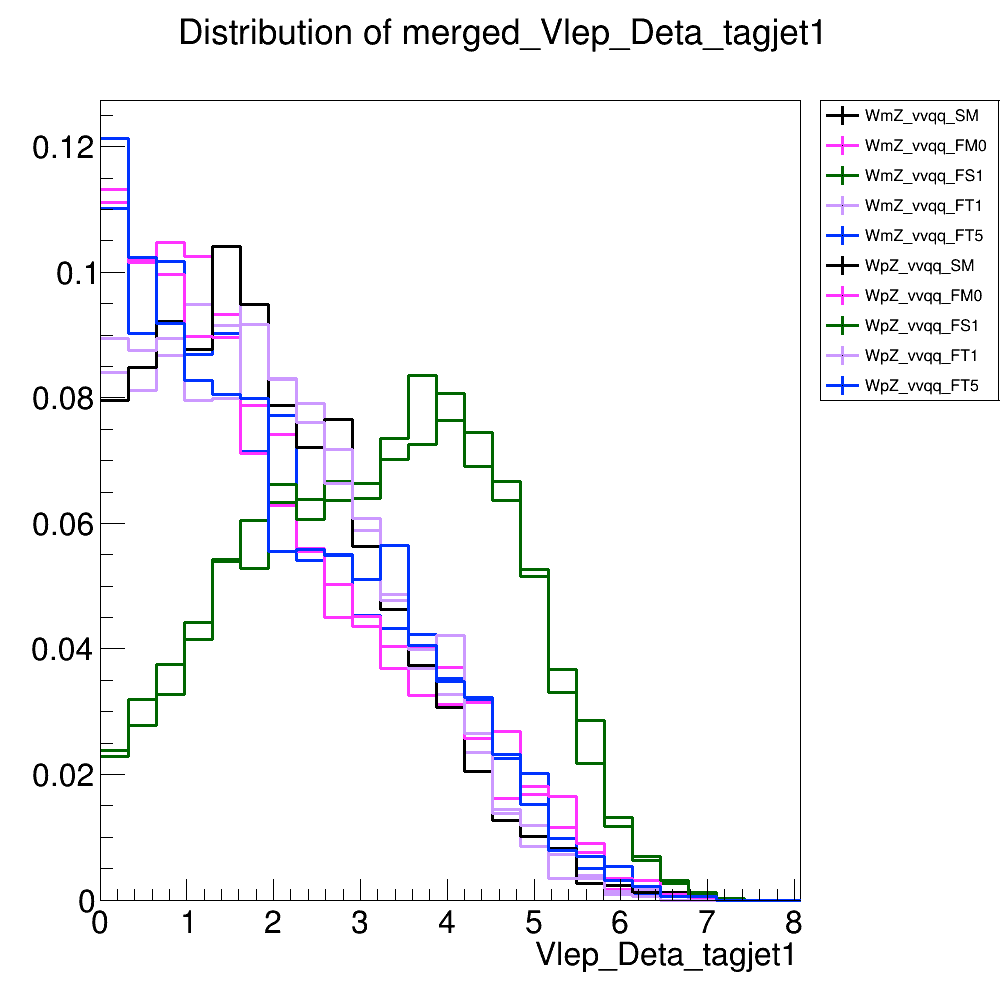 Distribution of merged_Vlep_Deta_tagjet1
WmZ_vvqq_SM
WmZ_vvqq_FM0
WmZ_vvqq_FS1
WmZ_vvqq_FT1
WmZ_vvqq_FT5
WpZ_vvqq_SM
WpZ_vvqq_FM0
WpZ_vvqq_FS1
WpZ_vvqq_FT1
WpZ_vvqq_FT5
0.12
0.1
0.08
0.06
0.04
0.02
0
0 1 2 3 4 5 6 7 8
Vlep_Deta_tagjet1